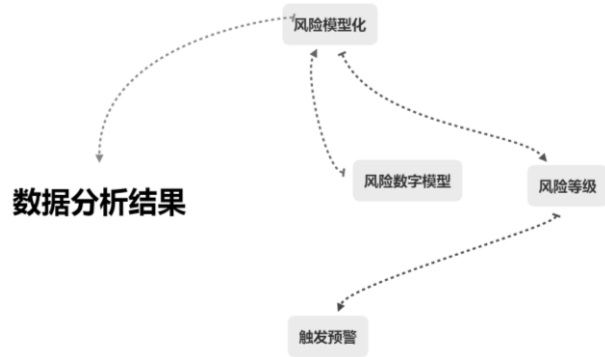 风险模型化
风险数字模型
风险等级
数据分析结果
触发预警